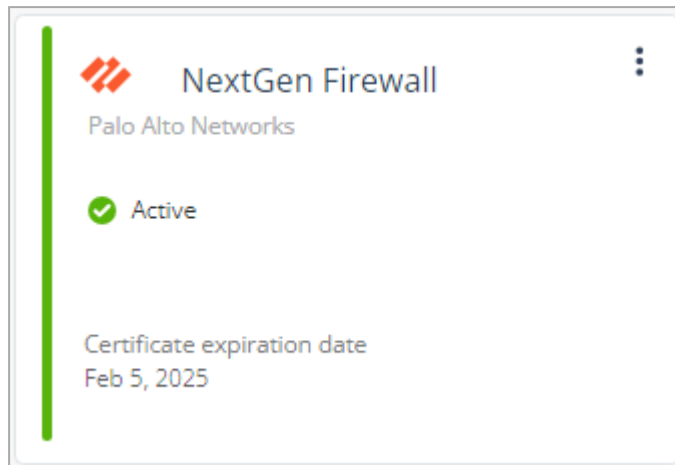 NextGen Firewall
Palo Alto Networks
Active
Certificate expiration date
Feb 5, 2025